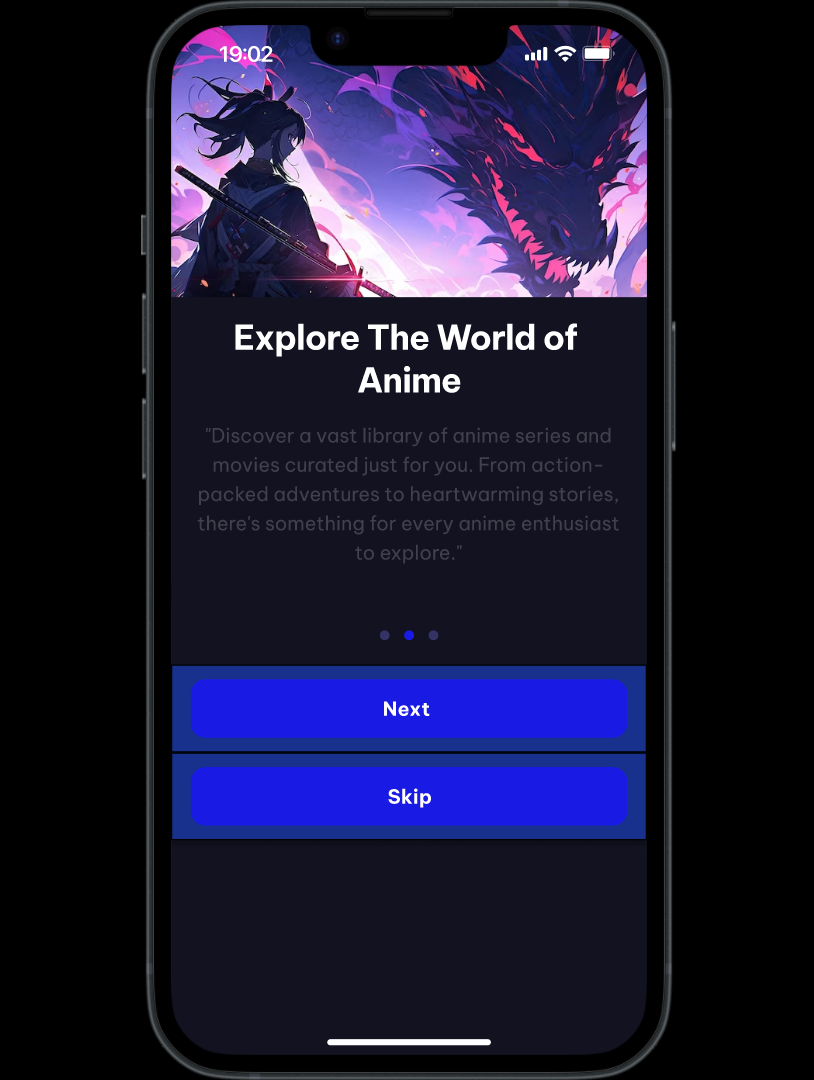 19:02
Explore The World of
Anime
"Discover a vast library of anime series and
movies curated just for you. From action-
packed adventures to heartwarming stories,
there's something for every anime enthusiast
to explore."
Next
Skip